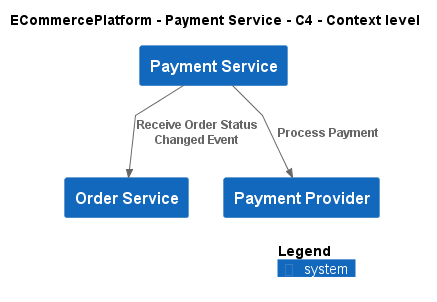 ECommercePlatform - Payment Service - C4 - Context level
Payment Service
Receive Order Status
Changed Event
Process Payment
Order Service
Payment Provider
Legend
system